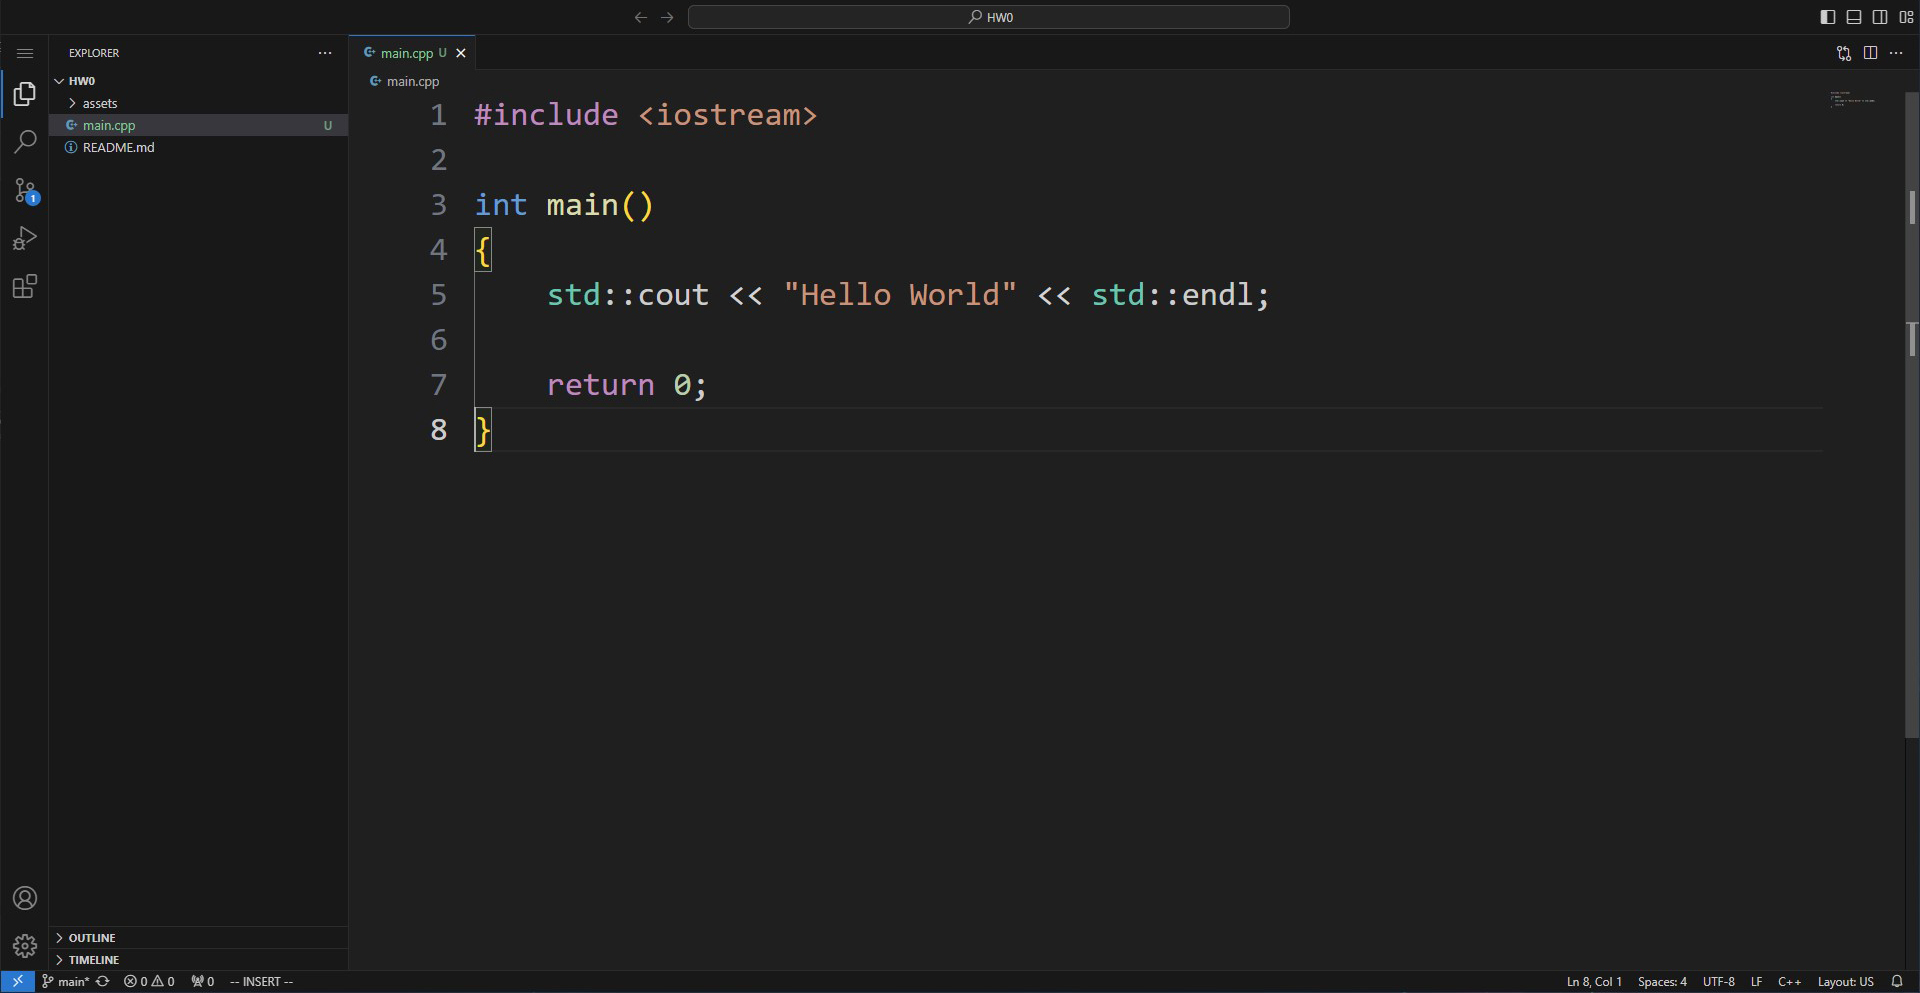 HW0
EXPLORER
HW0
assets
main.cpp U
README.md
main.cpp U
main.cpp
1 #include <iostream>
2
3 int main()
4 {
5     std::cout << "Hello World" << std::endl;
6
7     return 0;
8 }
1
OUTLINE
TIMELINE
main* 0 0 0 -- INSERT --
Ln 8, Col 1 Spaces: 4 UTF-8 LF C++ Layout: US